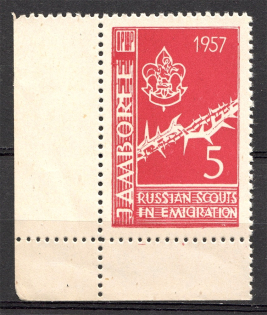 1957
JAMBOREE
5
RUSSIAN SCOUTS
IN EMIGRATION